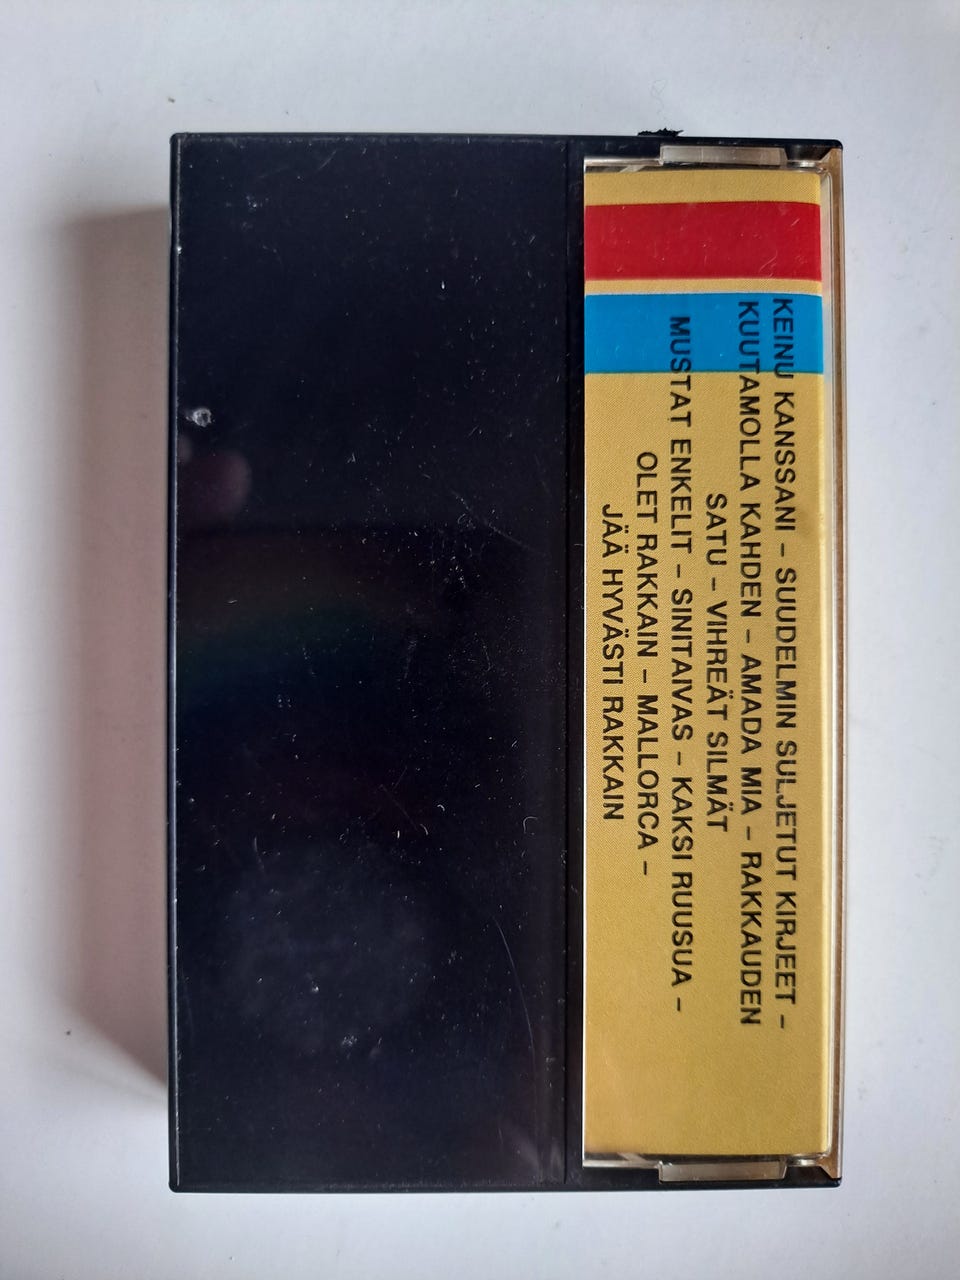 KEINU KANSSANI – SUUDELMIN SULJETUT KIRJEET –
KUUTAMOLLA KAHDEN – AMADA MIA – RAKKAUDEN
SATU – VIHREÄT SILMÄT
MUSTAT ENKELIT – SINITAIVAS – KAKSI RUUSUA –
OLET RAKKAIN – MALLORCA –
JÄÄ HYVÄSTI RAKKAIN